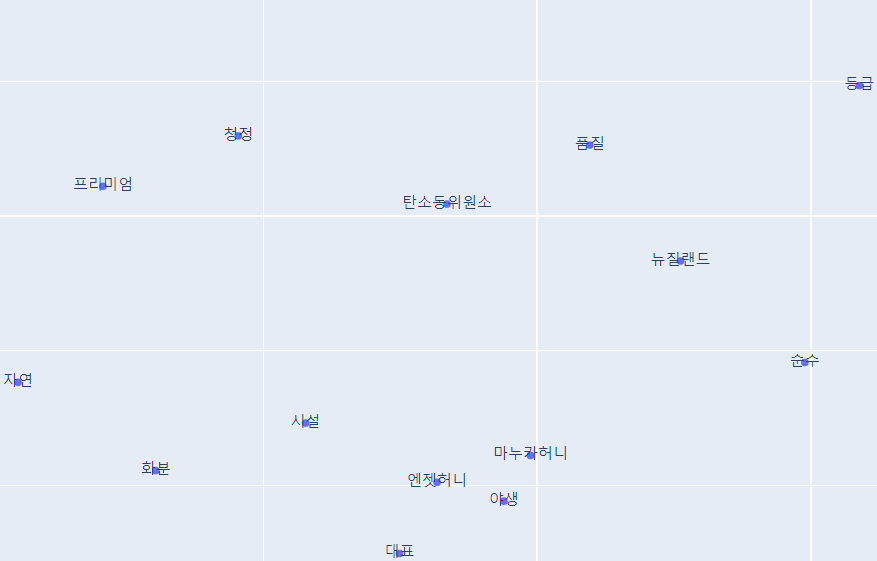 등급
청정
품질
프리미엄
탄소동위원소
뉴질랜드
순수
자연
시설
마누카허니
화분
엔젯허니
야생
대표